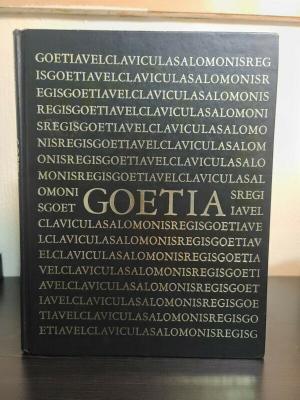 GOETIAVELCLAVICULASALOMONISREG
ISGOETIAVELCLAVICULASALOMONISR
EGISGOETIAVELCLAVICULASALOMONIS
REGISGOETIAVELCLAVICULASALOMONI
SREGISGOETIAVELCLAVICULASALOMO
NISREGISGOETIAVELCLAVICULASALOM
ONISREGISGOETIAVELCLAVICULASALO
MONISREGISGOETIAVELCLAVICULASAL
OMONI SREGI
SGOET GOETIA IAVEL
CLAVICULASALOMONISREGISGOETIAVE
LCLAVICULASALOMONISREGISGOETIAV
ELCLAVICULASALOMONISREGISGOETIA
VELCLAVICULASALOMONISREGISGOETI
AVELCLAVICULASALOMONISREGISGOET
IAVELCLAVICULASALOMONISREGISGOE
TIAVELCLAVICULASALOMONISREGISGO
ETIAVELCLAVICULASALOMONISREGISG